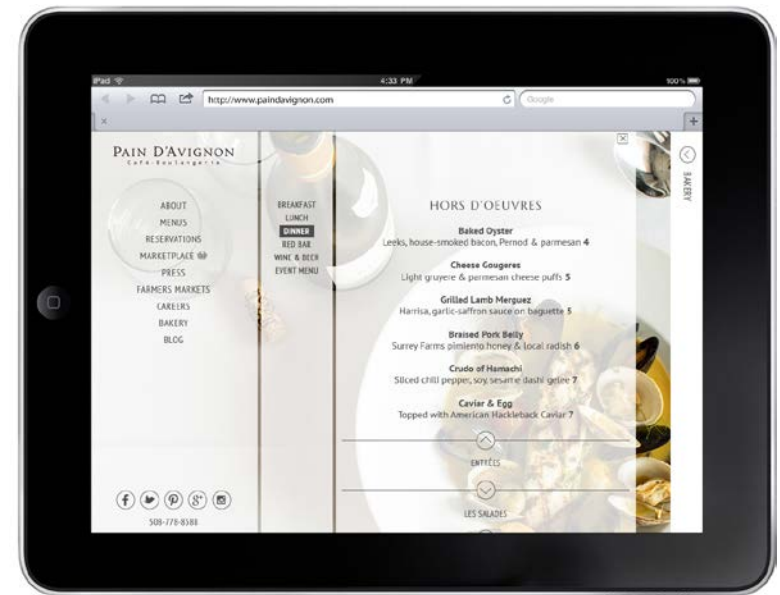 iPad
4:33 PM
100%
http://www.paindavignon.com
Google
PAIN D'AVIGNON
Café-Boulangerie
ABOUT
MENUS
RESERVATIONS
MARKETPLACE
PRESS
FARMERS MARKETS
CAREERS
BAKERY
BLOG
508-778-8588
BREAKFAST
LUNCH
DINNER
RED BAR
WINE & BEER
EVENT MENU
HORS D'OEUVRES
Baked Oyster
Leeks, house-smoked bacon, Pernod & parmesan 4
Cheese Gougeres
Light gruyere & parmesan cheese puffs 5
Grilled Lamb Merguez
Harrisa, garlic-saffron sauce on baguette 5
Braised Pork Belly
Surrey Farms pimiento honey & local radish 6
Crudo of Hamachi
Sliced chili pepper, soy, sesame dashi gelee 7
Caviar & Egg
Topped with American Hackleback Caviar 7
ENTRÉES
LES SALADES
BAKERY